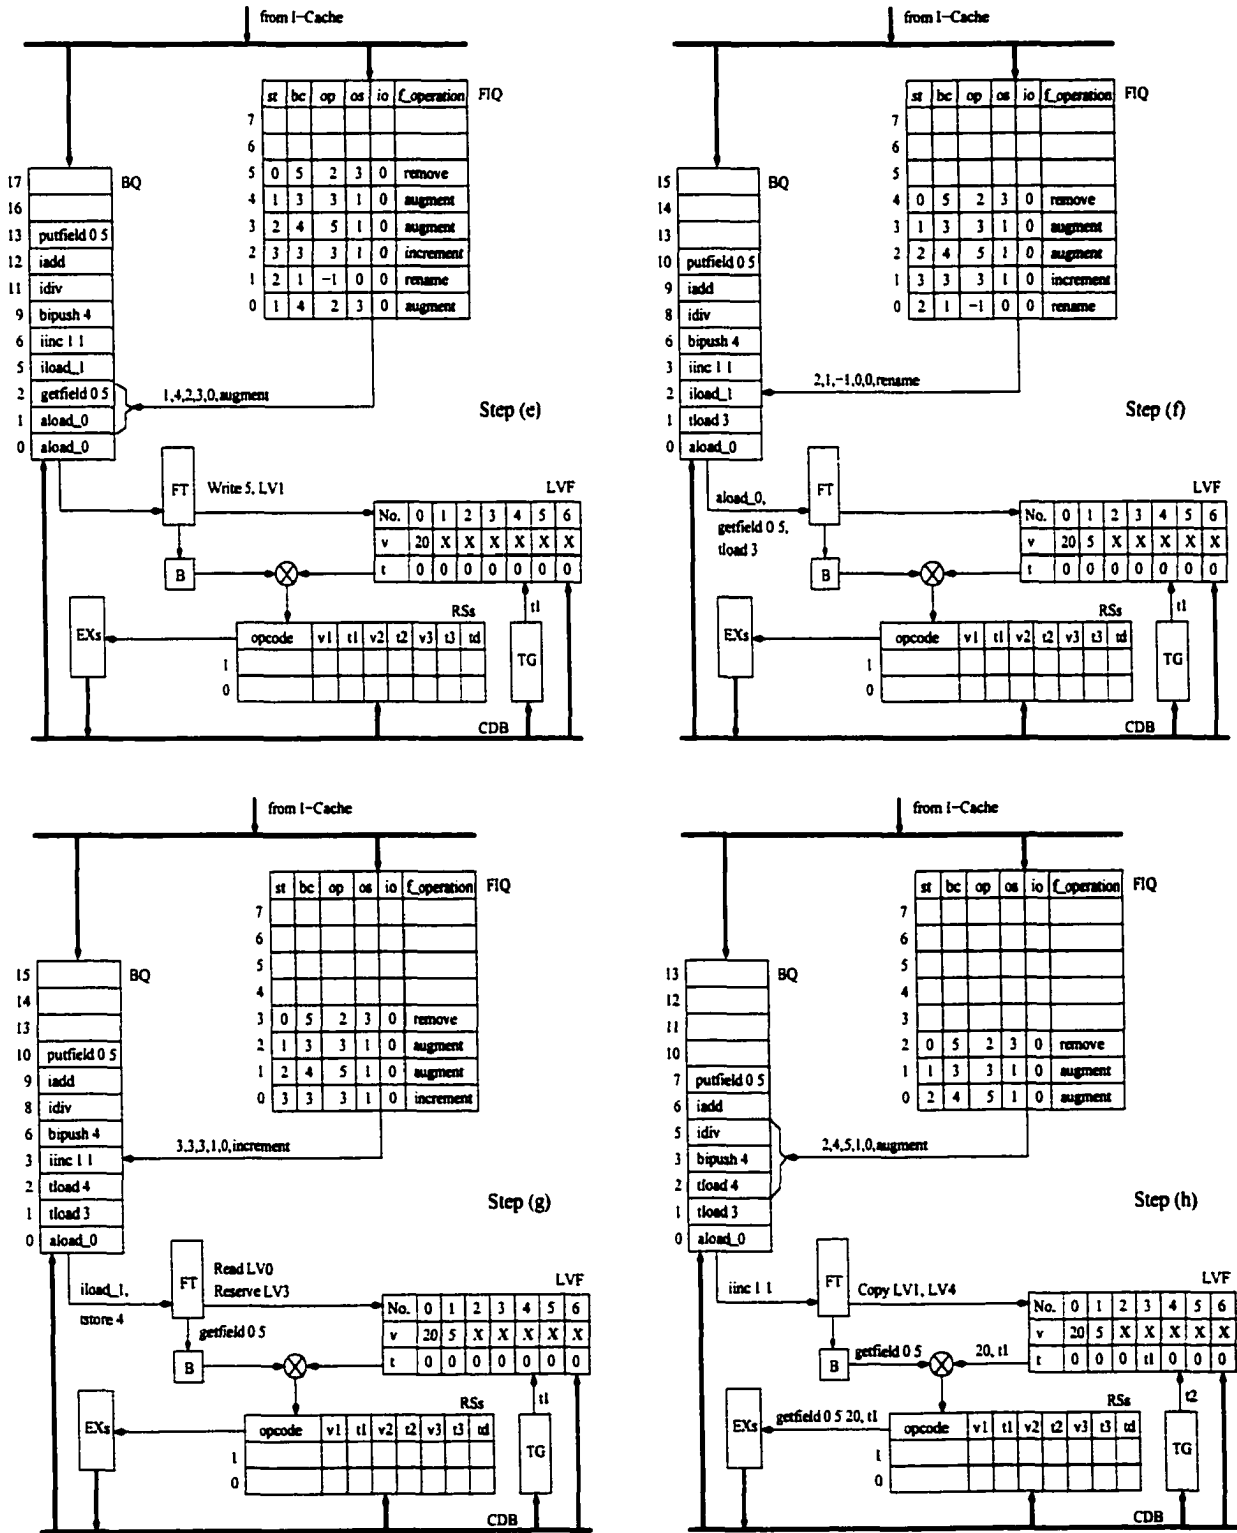 from I-Cache
st bc op os io f_operation FIQ
7
6
5 0 5 2 3 0 remove
4 1 3 3 1 0 augment
3 2 4 5 1 0 augment
2 3 3 3 1 0 increment
1 2 1 -1 0 0 rename
0 1 4 2 3 0 augment
17 BQ
16
13 putfield 0 5
12 iadd
11 idiv
9 bipush 4
6 iinc 1 1
5 iload_1
2 getfield 0 5
1 aload_0
0 aload_0
1,4,2,3,0,augment
Step (e)
FT
Write 5, LV1
LVF
No. 0 1 2 3 4 5 6
v 20 X X X X X X
t 0 0 0 0 0 0 0
B
t1
RSs
EXs
opcode v1 t1 v2 t2 v3 t3 td
1
0
TG
CDB
from I-Cache
st bc op os io f_operation FIQ
7
6
5
4 0 5 2 3 0 remove
3 1 3 3 1 0 augment
2 2 4 5 1 0 augment
1 3 3 3 1 0 increment
0 2 1 -1 0 0 rename
15 BQ
14
13
10 putfield 0 5
9 iadd
8 idiv
6 bipush 4
3 iinc 1 1
2 iload_1
1 tload 3
0 aload_0
2,1,-1,0,0,rename
Step (f)
aload_0,
getfield 0 5,
tload 3
FT
LVF
No. 0 1 2 3 4 5 6
v 20 5 X X X X X
t 0 0 0 0 0 0 0
B
t1
RSs
EXs
opcode v1 t1 v2 t2 v3 t3 td
1
0
TG
CDB
from I-Cache
st bc op os io f_operation FIQ
7
6
5
4
3 0 5 2 3 0 remove
2 1 3 3 1 0 augment
1 2 4 5 1 0 augment
0 3 3 3 1 0 increment
15 BQ
14
13
10 putfield 0 5
9 iadd
8 idiv
6 bipush 4
3 iinc 1 1
2 tload 4
1 tload 3
0 aload_0
3,3,3,1,0,increment
Step (g)
iload_1,
tstore 4
FT
Read LV0
Reserve LV3
getfield 0 5
LVF
No. 0 1 2 3 4 5 6
v 20 5 X X X X X
t 0 0 0 0 0 0 0
B
t1
RSs
EXs
opcode v1 t1 v2 t2 v3 t3 td
1
0
TG
CDB
from I-Cache
st bc op os io f_operation FIQ
7
6
5
4
3
2 0 5 2 3 0 remove
1 1 3 3 1 0 augment
0 2 4 5 1 0 augment
13 BQ
12
11
10
7 putfield 0 5
6 iadd
5 idiv
3 bipush 4
2 tload 4
1 tload 3
0 aload_0
2,4,5,1,0,augment
Step (h)
iinc 1 1
FT
Copy LV1, LV4
LVF
No. 0 1 2 3 4 5 6
v 20 5 X X X X X
t 0 0 0 t1 0 0 0
B
getfield 0 5
20, t1
t2
RSs
EXs
getfield 0 5 20, t1
opcode v1 t1 v2 t2 v3 t3 td
1
0
TG
CDB